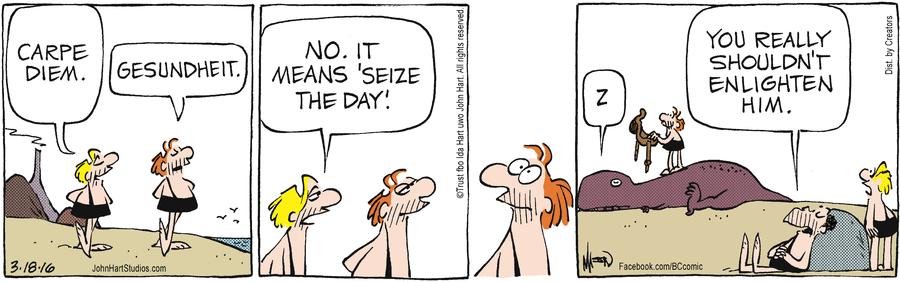 CARPE
DIEM.
GESUNDHEIT.
3·18·16
JohnHartStudios.com
NO. IT
MEANS 'SEIZE
THE DAY.'
©Trust fbo Ida Hart uwo John Hart. All rights reserved.
Z
YOU REALLY
SHOULDN'T
ENLIGHTEN
HIM.
Facebook.com/BCcomic
Dist. by Creators